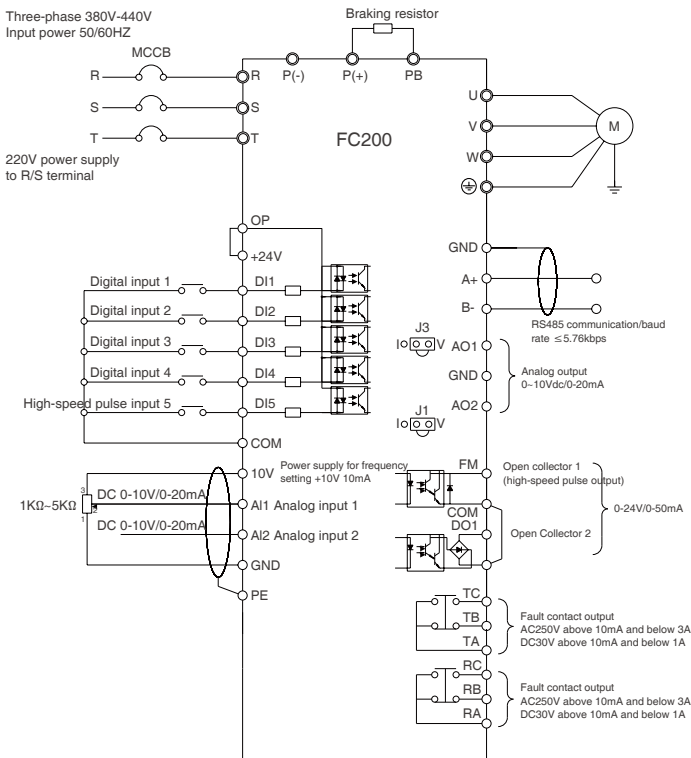 Three-phase 380V-440V
Input power 50/60HZ
Braking resistor
MCCB
R
R
P(-)
P(+)
PB
S
S
T
T
FC200
U
V
W
M
220V power supply
to R/S terminal
OP
+24V
GND
A+
B-
RS485 communication/baud
rate ≤5.76kbps
Digital input 1
DI1
Digital input 2
DI2
Digital input 3
DI3
Digital input 4
DI4
High-speed pulse input 5
DI5
COM
J3
I
V
AO1
GND
AO2
Analog output
0~10Vdc/0-20mA
J1
I
V
10V
Power supply for frequency
setting +10V 10mA
1KΩ~5KΩ
3
2
1
DC 0-10V/0-20mA
AI1 Analog input 1
DC 0-10V/0-20mA
AI2 Analog input 2
GND
PE
FM
Open collector 1
(high-speed pulse output)
COM
DO1
Open Collector 2
0-24V/0-50mA
TC
TB
TA
Fault contact output
AC250V above 10mA and below 3A
DC30V above 10mA and below 1A
RC
RB
RA
Fault contact output
AC250V above 10mA and below 3A
DC30V above 10mA and below 1A